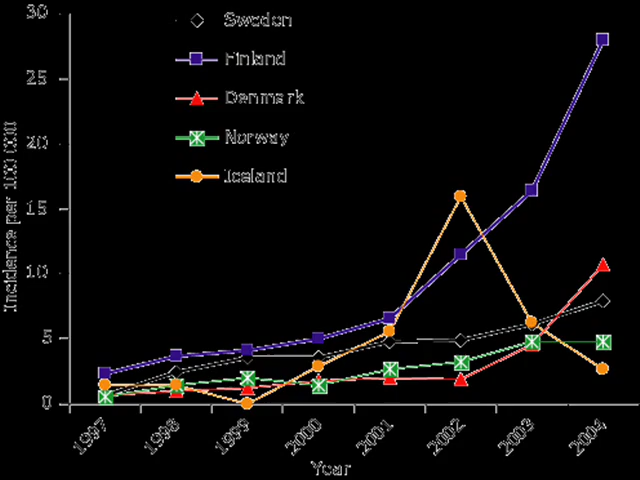 30
Sweden
Finland
25
Denmark
20
Norway
Iceland
15
10
5
0
Incidence per 100 000
1997
1998
1999
2000
2001
2002
2003
2004
Year